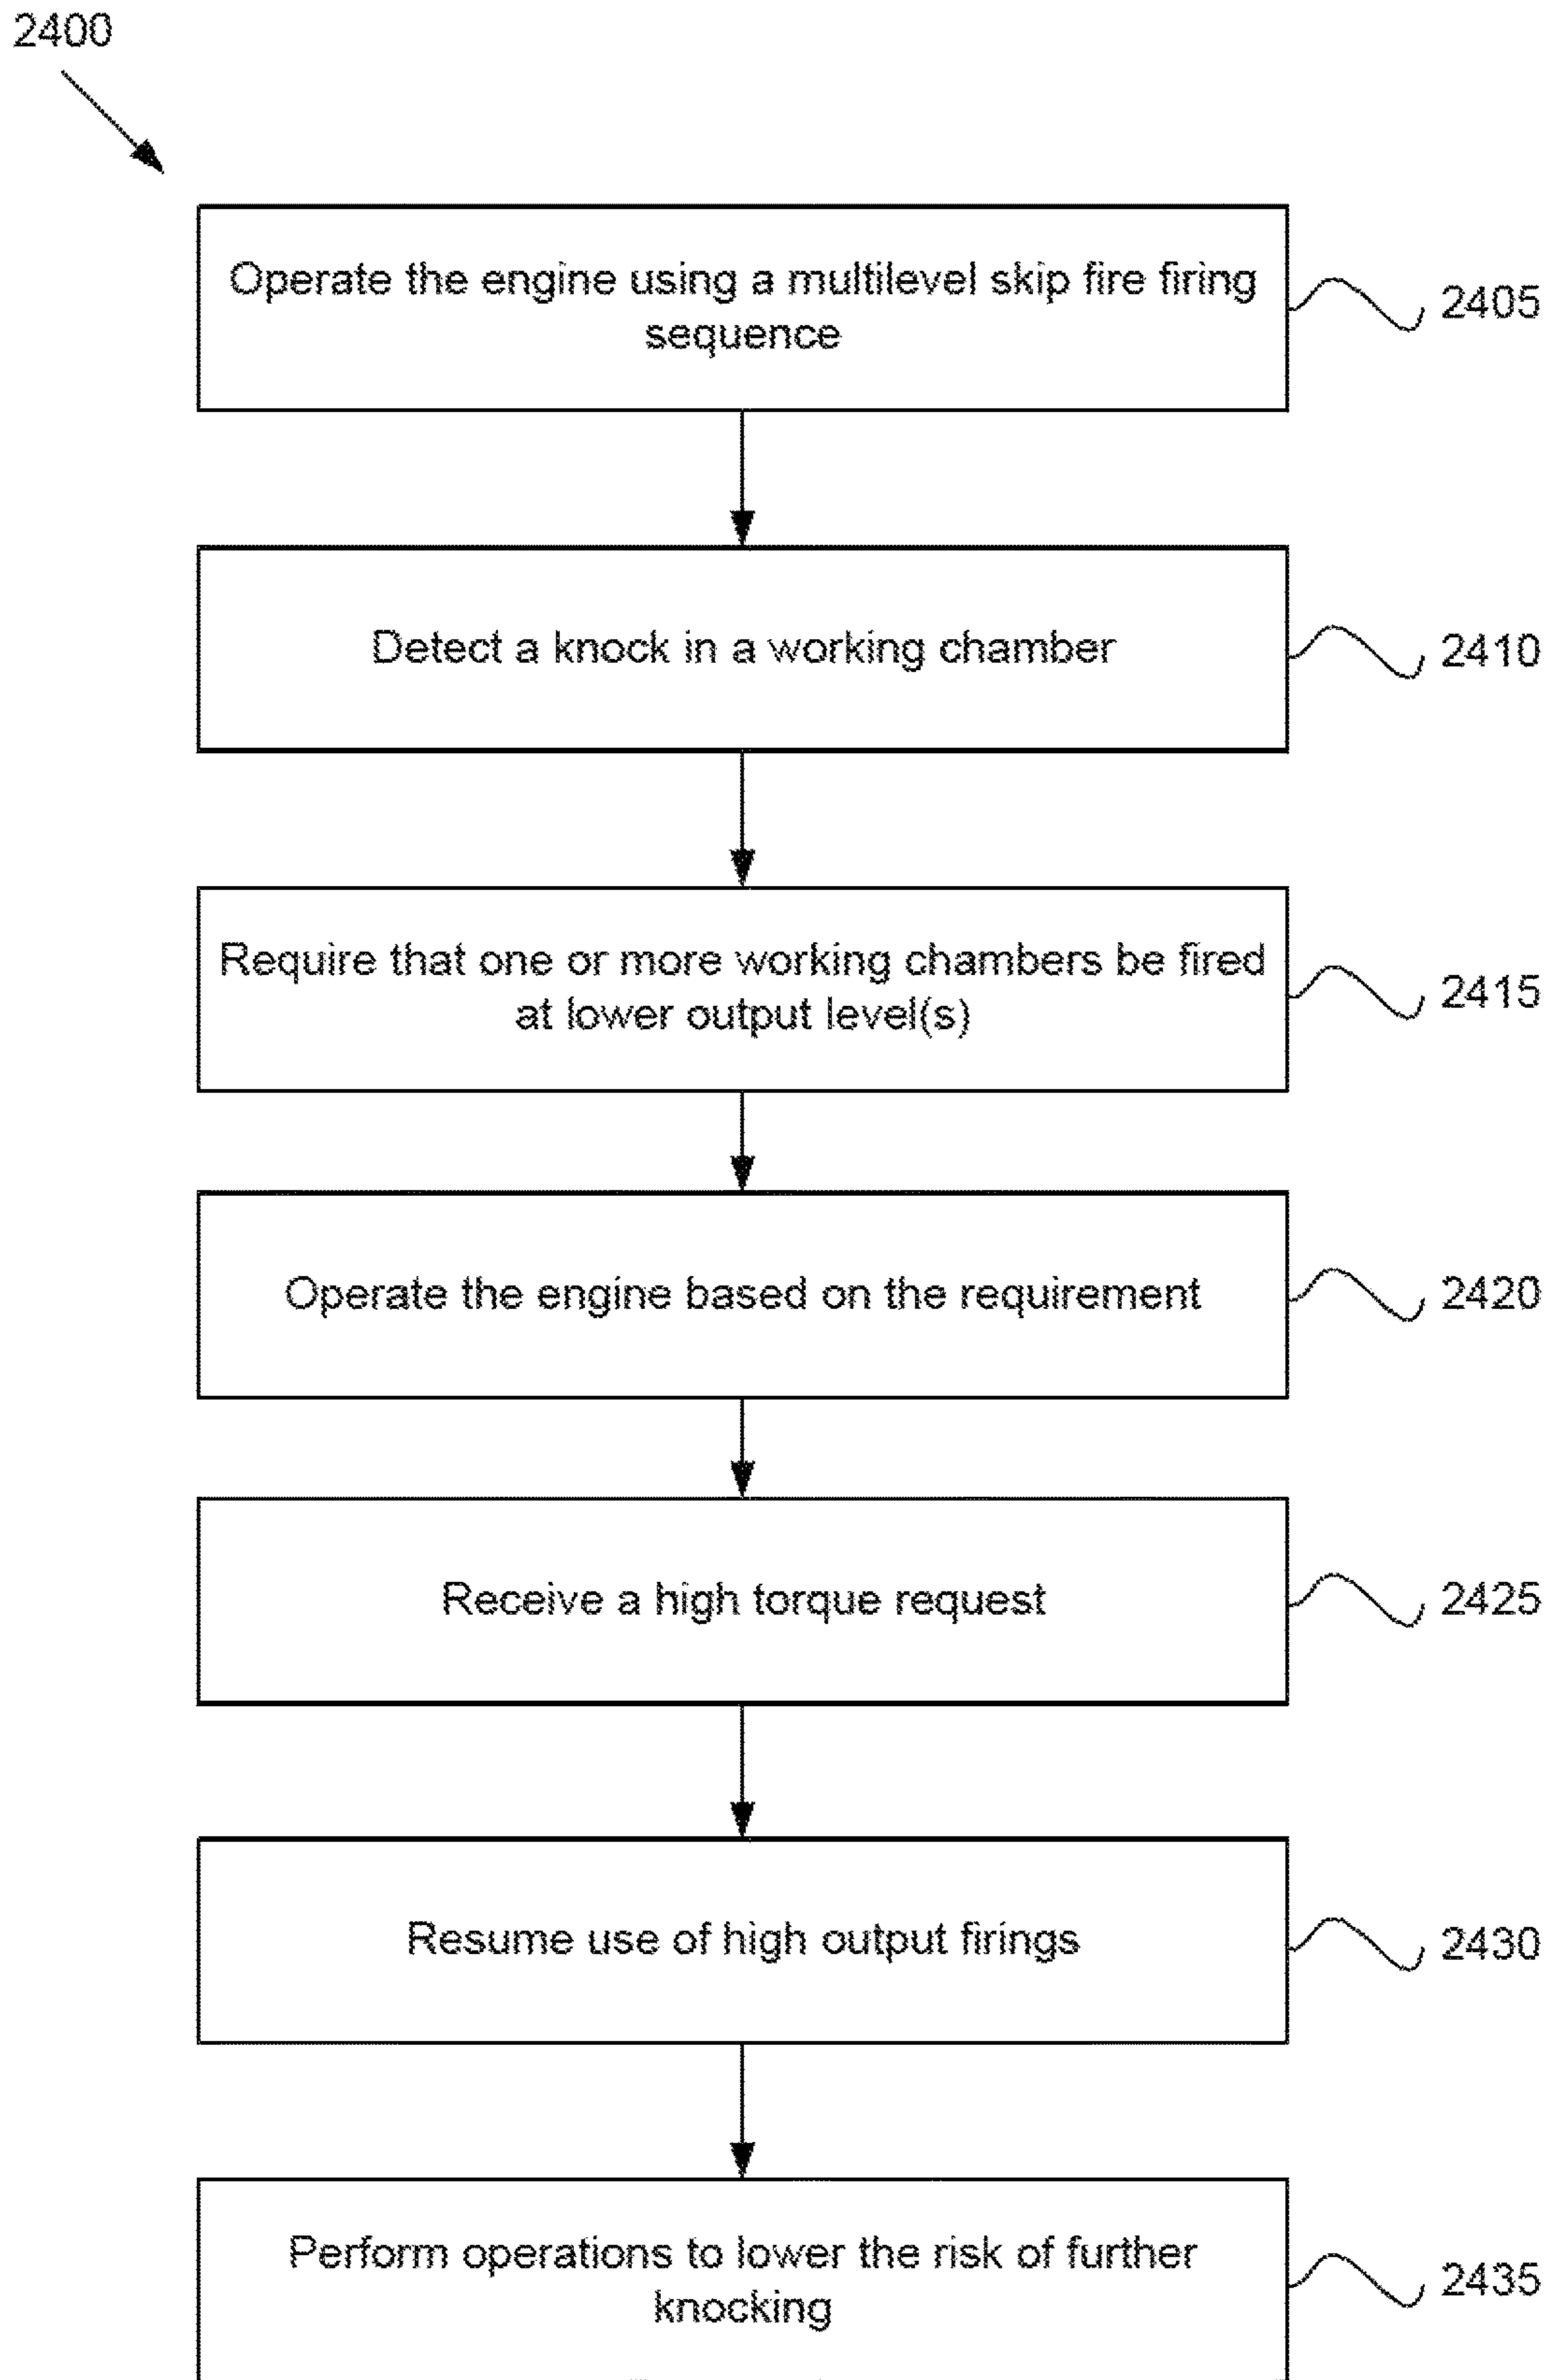 2400
Operate the engine using a multilevel skip fire firing
sequence
2405
Detect a knock in a working chamber
2410
Require that one or more working chambers be fired
at lower output level(s)
2415
Operate the engine based on the requirement
2420
Receive a high torque request
2425
Resume use of high output firings
2430
Perform operations to lower the risk of further
knocking
2435